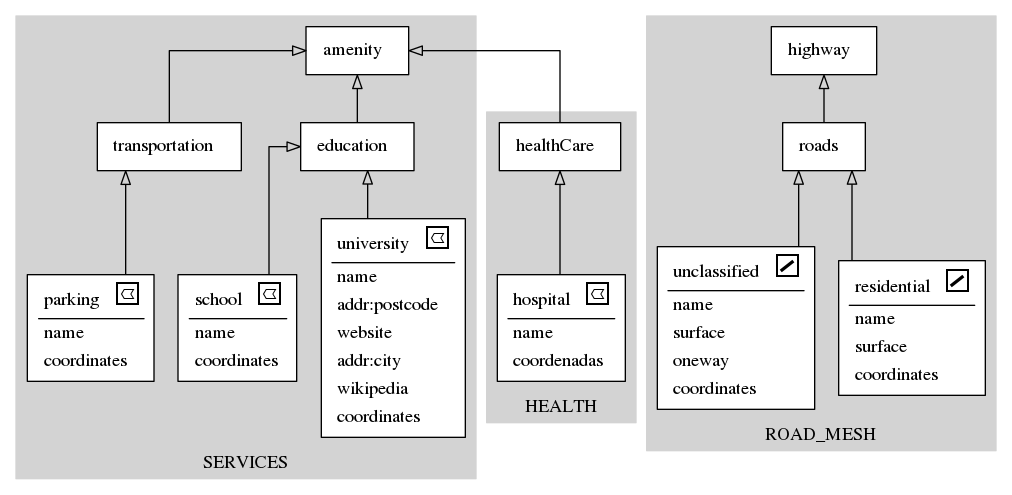 amenity
transportation
education
university
name
addr:postcode
website
addr:city
wikipedia
coordinates
parking
name
coordinates
school
name
coordinates
SERVICES
healthCare
hospital
name
coordenadas
HEALTH
highway
roads
unclassified
name
surface
oneway
coordinates
residential
name
surface
coordinates
ROAD_MESH